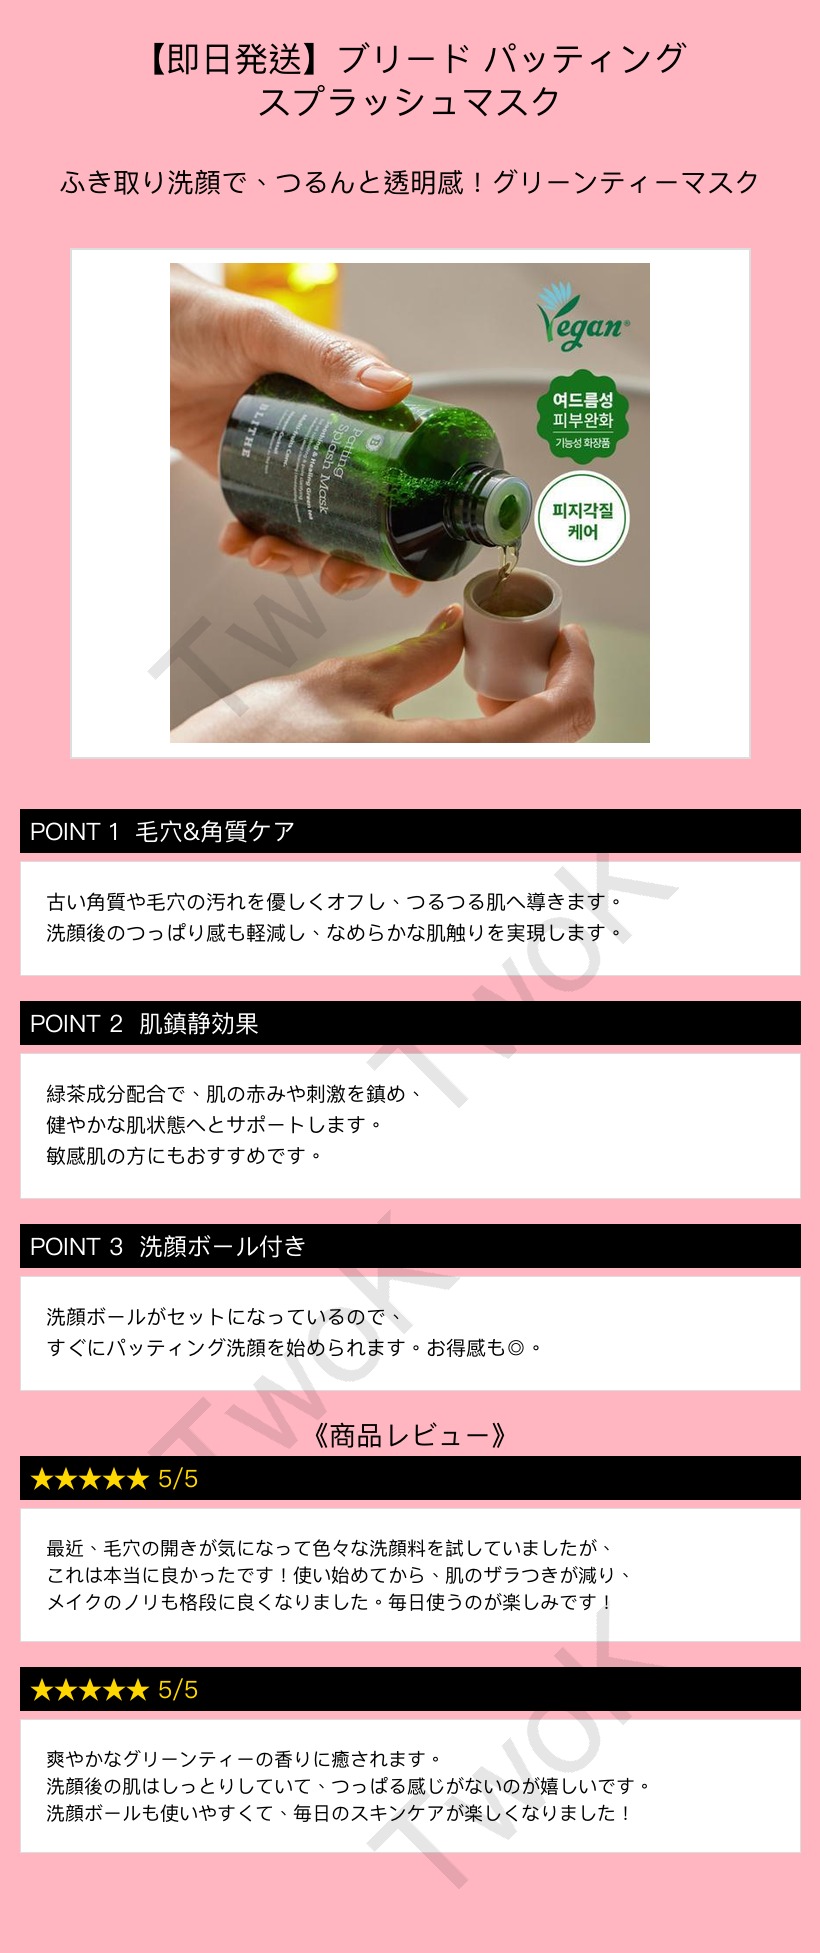 【即日発送】ブリード パッティング
スプラッシュマスク
ふき取り洗顔で、つるんと透明感！グリーンティーマスク
Vegan
여드름성
피부완화
기능성 화장품
피지각질
케어
BLITHE
B
Patting
Splash Mask
Soothing & Healing Green tea
TwoK
POINT 1 毛穴&角質ケア
古い角質や毛穴の汚れを優しくオフし、つるつる肌へ導きます。
洗顔後のつっぱり感も軽減し、なめらかな肌触りを実現します。
TwoK
POINT 2 肌鎮静効果
緑茶成分配合で、肌の赤みや刺激を鎮め、
健やかな肌状態へとサポートします。
敏感肌の方にもおすすめです。
POINT 3 洗顔ボール付き
洗顔ボールがセットになっているので、
すぐにパッティング洗顔を始められます。お得感も◎。
TwoK
《商品レビュー》
★★★★★ 5/5
最近、毛穴の開きが気になって色々な洗顔料を試していましたが、
これは本当に良かったです！使い始めてから、肌のザラつきが減り、
メイクのノリも格段に良くなりました。毎日使うのが楽しみです！
★★★★★ 5/5
爽やかなグリーンティーの香りに癒されます。
洗顔後の肌はしっとりしていて、つっぱる感じがないのが嬉しいです。
洗顔ボールも使いやすくて、毎日のスキンケアが楽しくなりました！
TwoK